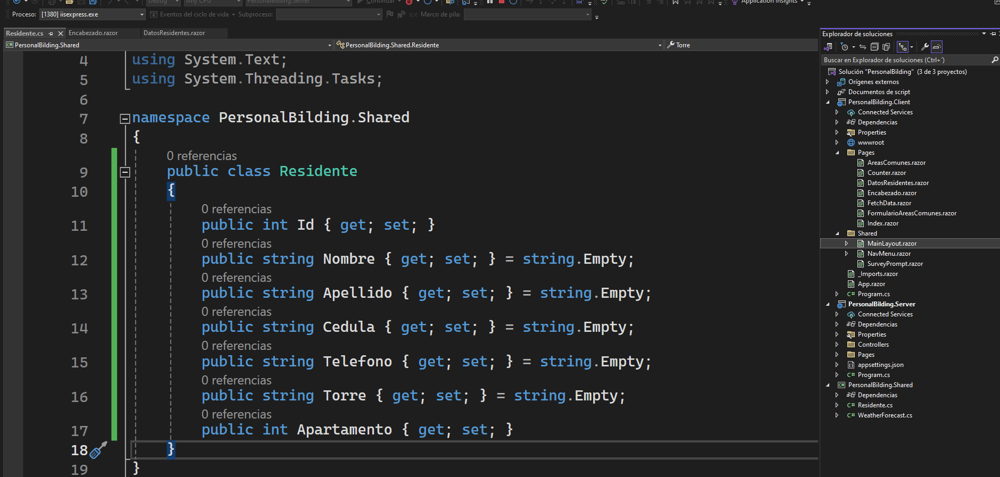 Debug Any CPU PersonalBilding.Server Continuar Application Insights
Proceso: [1380] iisexpress.exe Eventos del ciclo de vida Subproceso: Marco de pila:
Residente.cs Encabezado.razor DatosResidentes.razor
PersonalBilding.Shared PersonalBilding.Shared.Residente Torre
4 using System.Text;
5 using System.Threading.Tasks;
6
7 namespace PersonalBilding.Shared
8 {
0 referencias
9 public class Residente
10 {
0 referencias
11 public int Id { get; set; }
0 referencias
12 public string Nombre { get; set; } = string.Empty;
0 referencias
13 public string Apellido { get; set; } = string.Empty;
0 referencias
14 public string Cedula { get; set; } = string.Empty;
0 referencias
15 public string Telefono { get; set; } = string.Empty;
0 referencias
16 public string Torre { get; set; } = string.Empty;
0 referencias
17 public int Apartamento { get; set; }
18 }
19 }
Explorador de soluciones
Buscar en Explorador de soluciones (Ctrl+´)
Solución "PersonalBilding" (3 de 3 proyectos)
Orígenes externos
Documentos de script
PersonalBilding.Client
Connected Services
Dependencias
Properties
wwwroot
Pages
AreasComunes.razor
Counter.razor
DatosResidentes.razor
Encabezado.razor
FetchData.razor
FormularioAreasComunes.razor
Index.razor
Shared
MainLayout.razor
NavMenu.razor
SurveyPrompt.razor
_Imports.razor
App.razor
C# Program.cs
PersonalBilding.Server
Connected Services
Dependencias
Properties
Controllers
Pages
appsettings.json
C# Program.cs
PersonalBilding.Shared
Dependencias
C# Residente.cs
C# WeatherForecast.cs